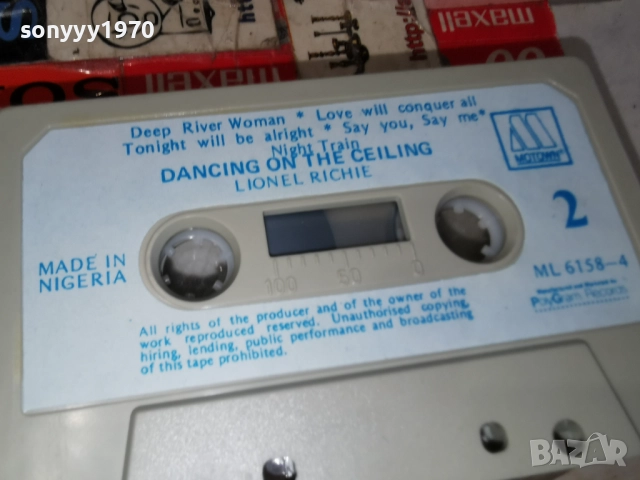 sonyyy1970
maxell
maxell
http:/
Deep River Woman * Love will conquer all
Tonight will be alright * Say you, Say me*
Night Train
DANCING ON THE CEILING
LIONEL RICHIE
MOTOWN
2
MADE IN
NIGERIA
100 50 0
ML 6158-4
PolyGram Records
All rights of the producer and of the owner of the
work reproduced reserved. Unauthorised copying,
hiring, lending, public performance and broadcasting
of this tape prohibited.
BAZAR